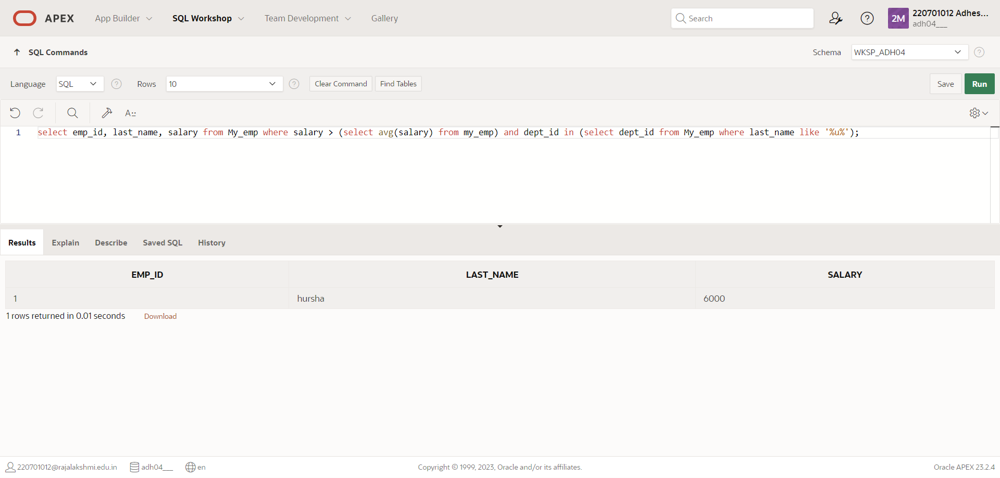 APEX App Builder SQL Workshop Team Development Gallery Search 2M 220701012 Adhes...
adh04___
SQL Commands Schema WKSP_ADH04
Language SQL Rows 10 Clear Command Find Tables Save Run
A::
1 select emp_id, last_name, salary from My_emp where salary > (select avg(salary) from my_emp) and dept_id in (select dept_id from My_emp where last_name like '%u%');
Results Explain Describe Saved SQL History
EMP_ID LAST_NAME SALARY
1 hursha 6000
1 rows returned in 0.01 seconds Download
220701012@rajalakshmi.edu.in adh04___ en Copyright © 1999, 2023, Oracle and/or its affiliates. Oracle APEX 23.2.4